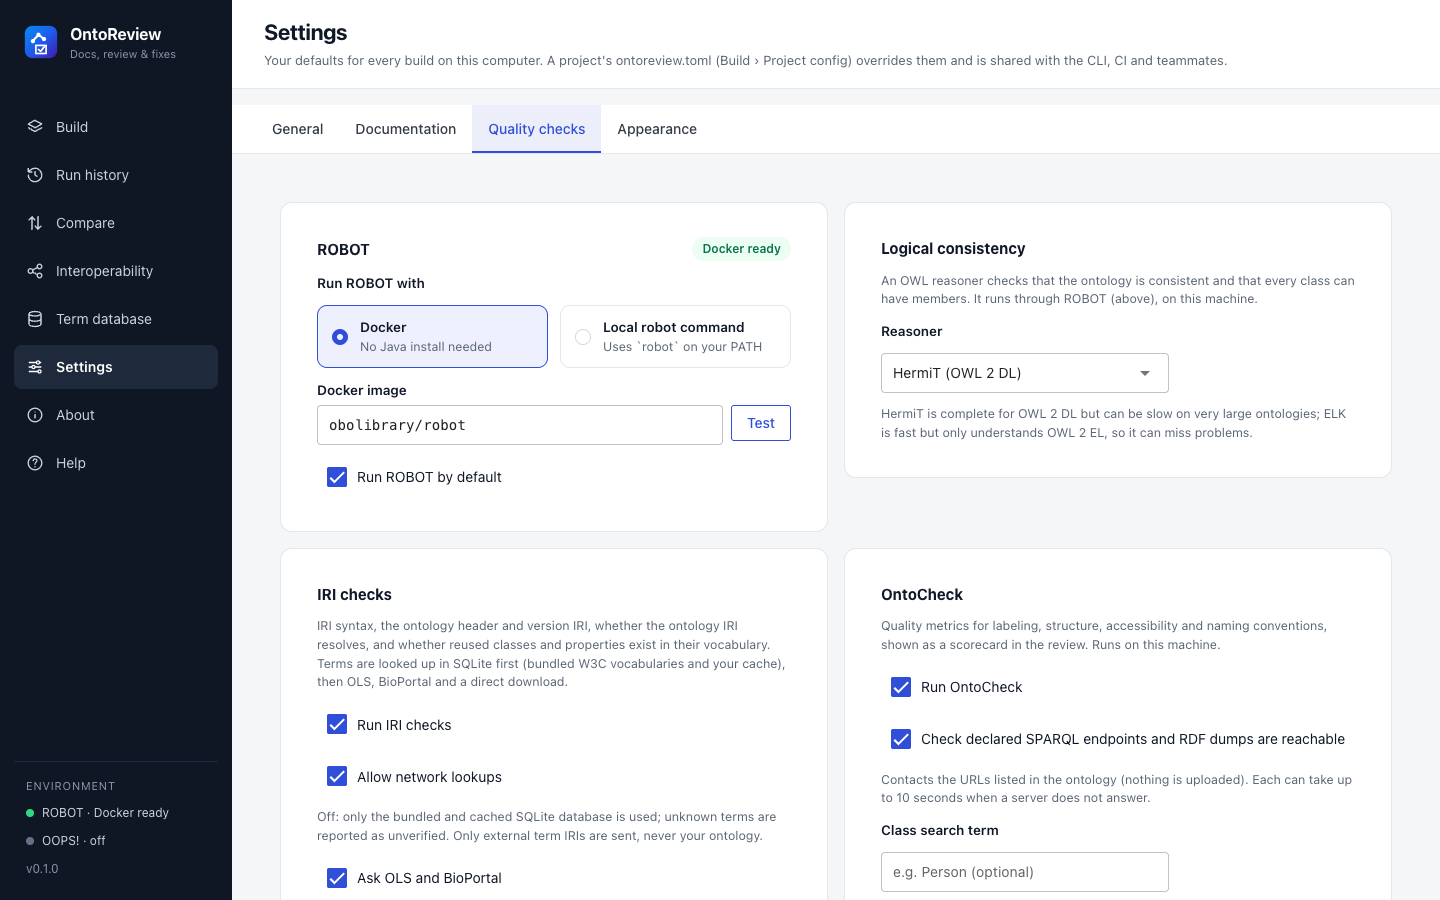 OntoReview
Docs, review & fixes
Build
Run history
Compare
Interoperability
Term database
Settings
About
Help
ENVIRONMENT
ROBOT · Docker ready
OOPS! · off
v0.1.0
Settings
Your defaults for every build on this computer. A project's ontoreview.toml (Build › Project config) overrides them and is shared with the CLI, CI and teammates.
General
Documentation
Quality checks
Appearance
ROBOT
Docker ready
Run ROBOT with
Docker
No Java install needed
Local robot command
Uses `robot` on your PATH
Docker image
obolibrary/robot
Test
Run ROBOT by default
Logical consistency
An OWL reasoner checks that the ontology is consistent and that every class can
have members. It runs through ROBOT (above), on this machine.
Reasoner
HermiT (OWL 2 DL)
HermiT is complete for OWL 2 DL but can be slow on very large ontologies; ELK
is fast but only understands OWL 2 EL, so it can miss problems.
IRI checks
IRI syntax, the ontology header and version IRI, whether the ontology IRI
resolves, and whether reused classes and properties exist in their vocabulary.
Terms are looked up in SQLite first (bundled W3C vocabularies and your cache),
then OLS, BioPortal and a direct download.
Run IRI checks
Allow network lookups
Off: only the bundled and cached SQLite database is used; unknown terms are
reported as unverified. Only external term IRIs are sent, never your ontology.
Ask OLS and BioPortal
OntoCheck
Quality metrics for labeling, structure, accessibility and naming conventions,
shown as a scorecard in the review. Runs on this machine.
Run OntoCheck
Check declared SPARQL endpoints and RDF dumps are reachable
Contacts the URLs listed in the ontology (nothing is uploaded). Each can take up
to 10 seconds when a server does not answer.
Class search term
e.g. Person (optional)